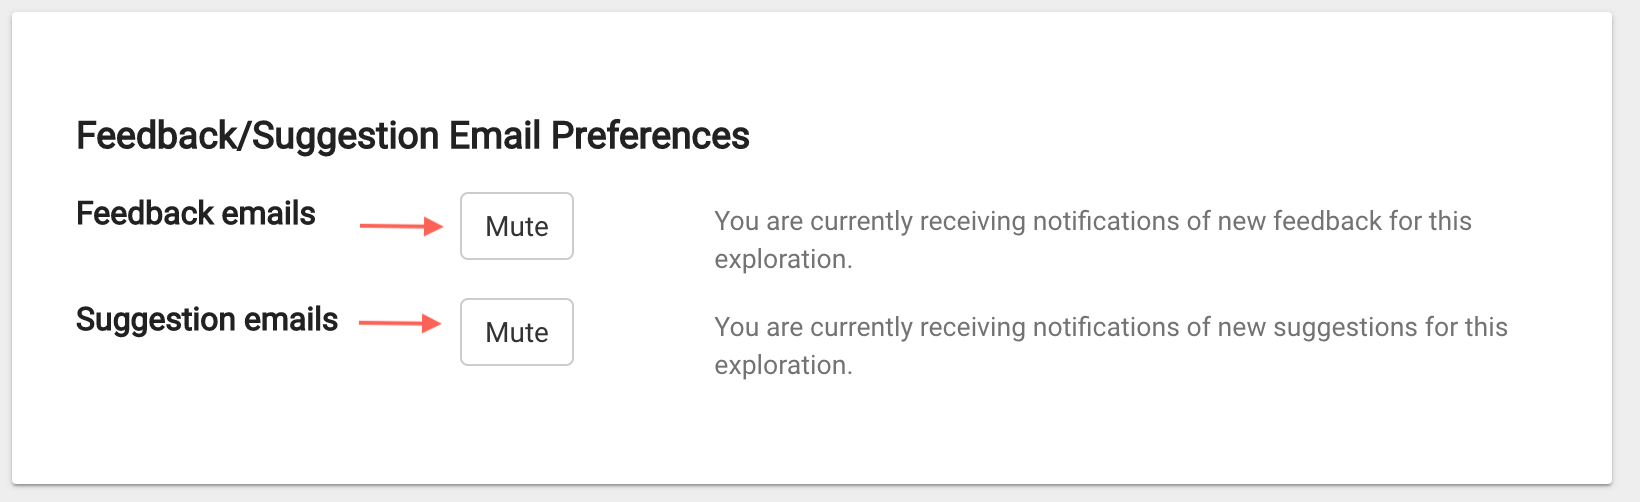 Feedback/Suggestion Email Preferences
Feedback emails
Mute
You are currently receiving notifications of new feedback for this
exploration.
Suggestion emails
Mute
You are currently receiving notifications of new suggestions for this
exploration.